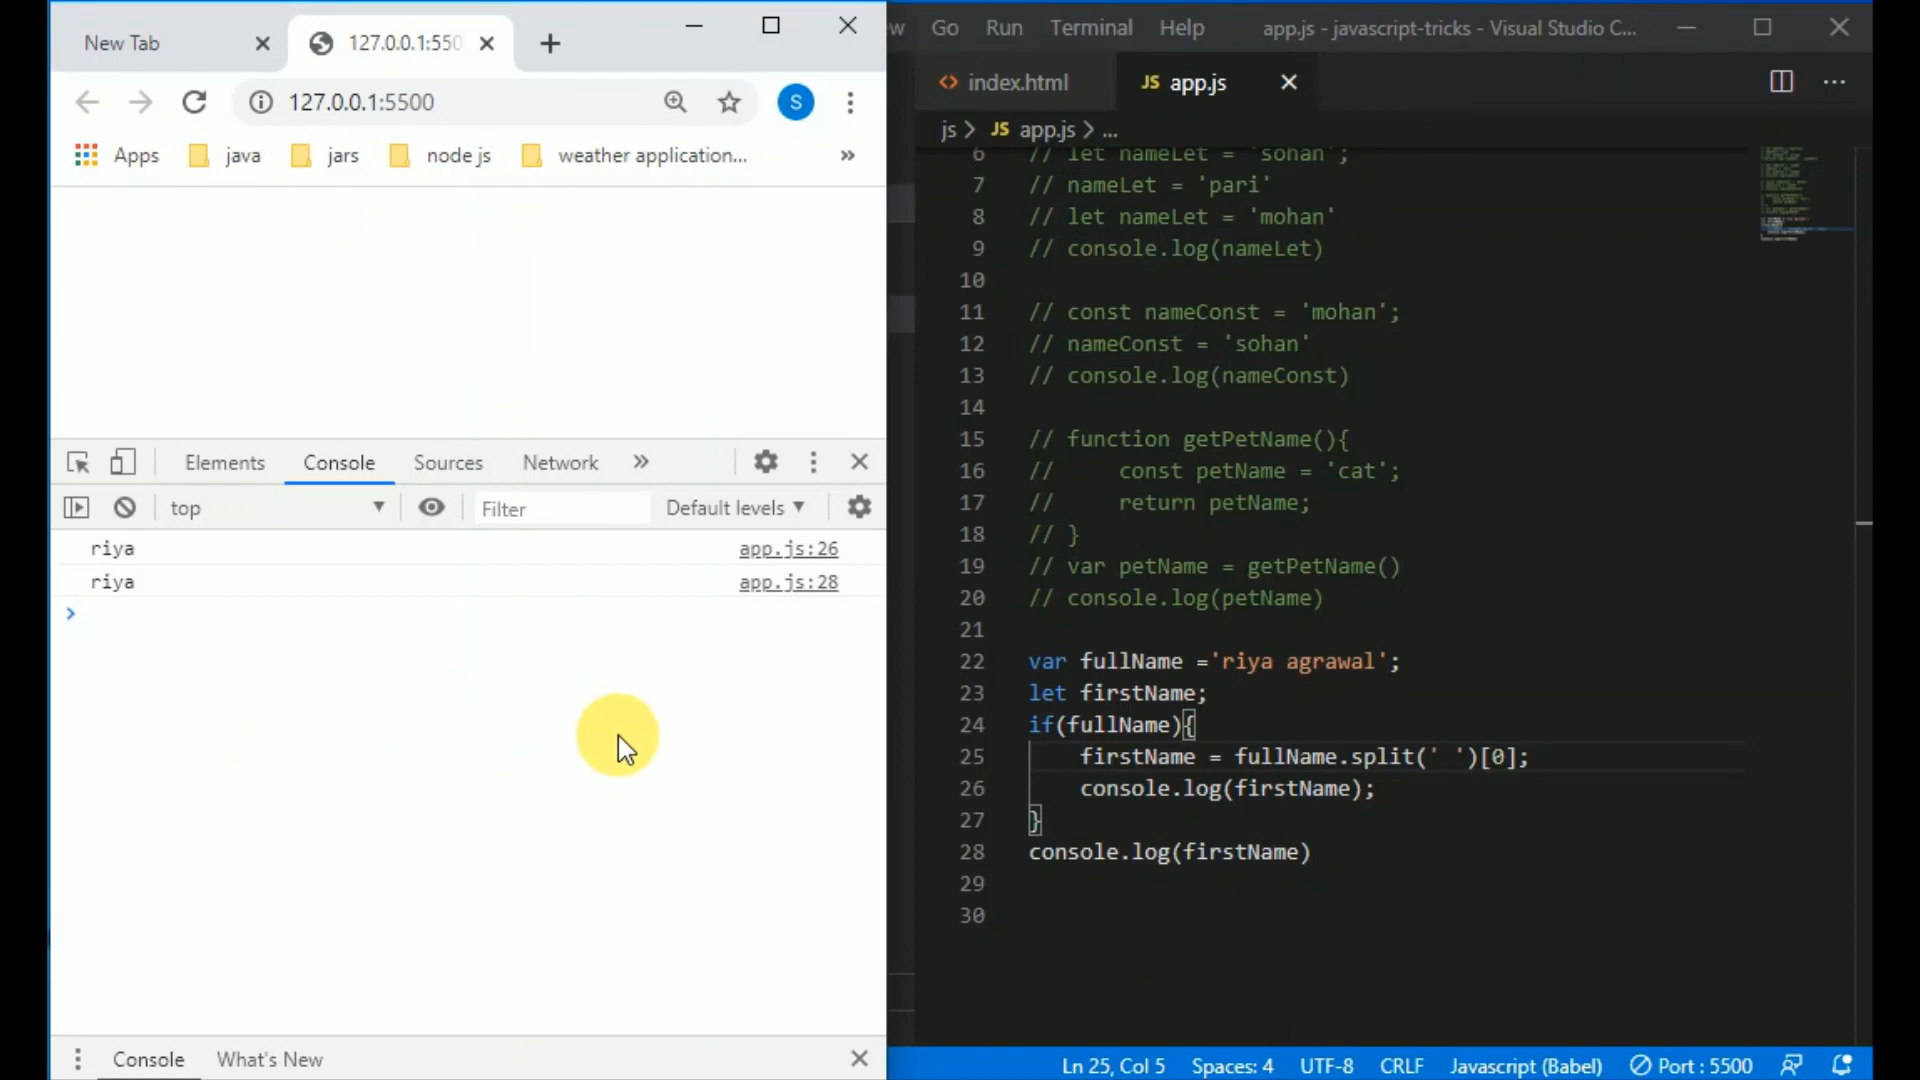 New Tab
127.0.0.1:550
127.0.0.1:5500
S
Apps
java
jars
node js
weather application...
»
Elements
Console
Sources
Network
»
top
Filter
Default levels
riya app.js:26
riya app.js:28
>
Console
What's New
w Go Run Terminal Help
app.js - javascript-tricks - Visual Studio C...
<> index.html
JS app.js
js > JS app.js > ...
6 // let nameLet = 'sohan';
7 // nameLet = 'pari'
8 // let nameLet = 'mohan'
9 // console.log(nameLet)
10
11 // const nameConst = 'mohan';
12 // nameConst = 'sohan'
13 // console.log(nameConst)
14
15 // function getPetName(){
16 //     const petName = 'cat';
17 //     return petName;
18 // }
19 // var petName = getPetName()
20 // console.log(petName)
21
22 var fullName ='riya agrawal';
23 let firstName;
24 if(fullName){
25     firstName = fullName.split(' ')[0];
26     console.log(firstName);
27 }
28 console.log(firstName)
29
30
Ln 25, Col 5
Spaces: 4
UTF-8
CRLF
Javascript (Babel)
Port : 5500